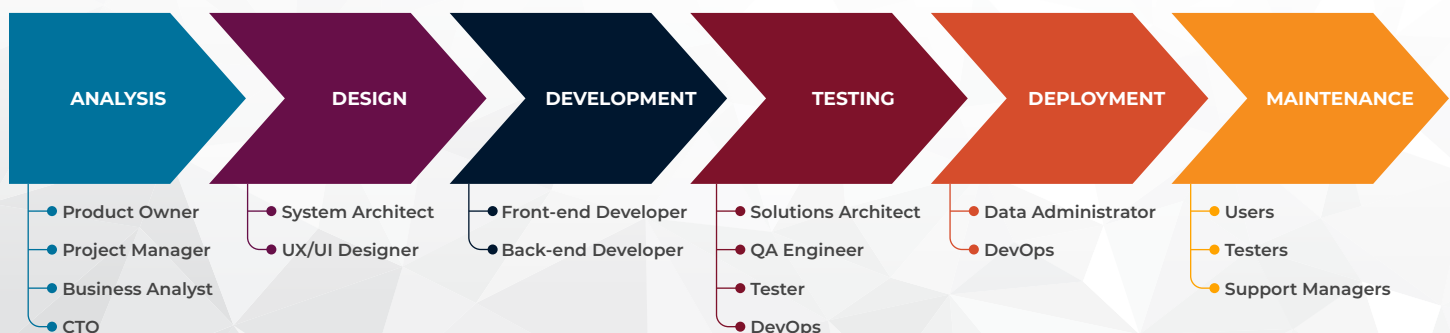 ANALYSIS
DESIGN
DEVELOPMENT
TESTING
DEPLOYMENT
MAINTENANCE
Product Owner
Project Manager
Business Analyst
CTO
System Architect
UX/UI Designer
Front-end Developer
Back-end Developer
Solutions Architect
QA Engineer
Tester
DevOps
Data Administrator
DevOps
Users
Testers
Support Managers